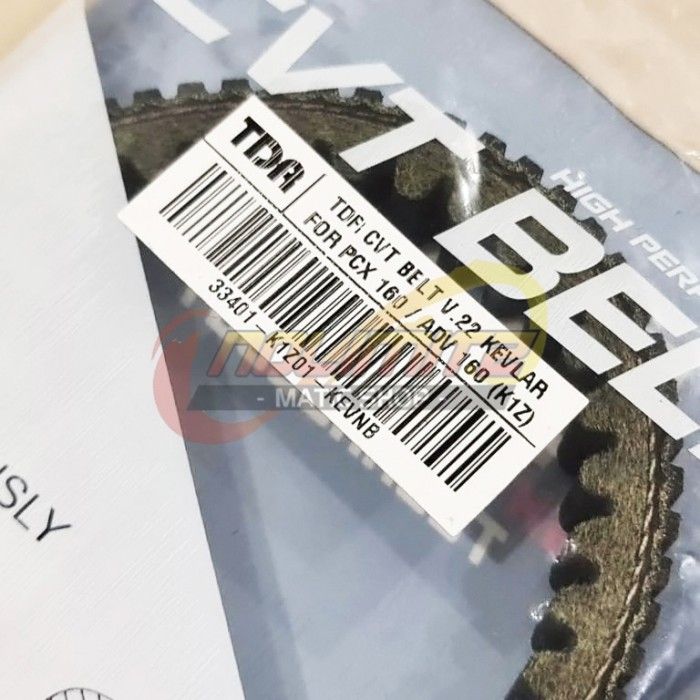 CVT BELT
HIGH PERF
TDR
TDR CVT BELT V.22 KEVLAR
FOR PCX 160 / ADV 160 (K1Z)
33401-K1Z01-KEVNB
- MATIC SHOP -
SLY